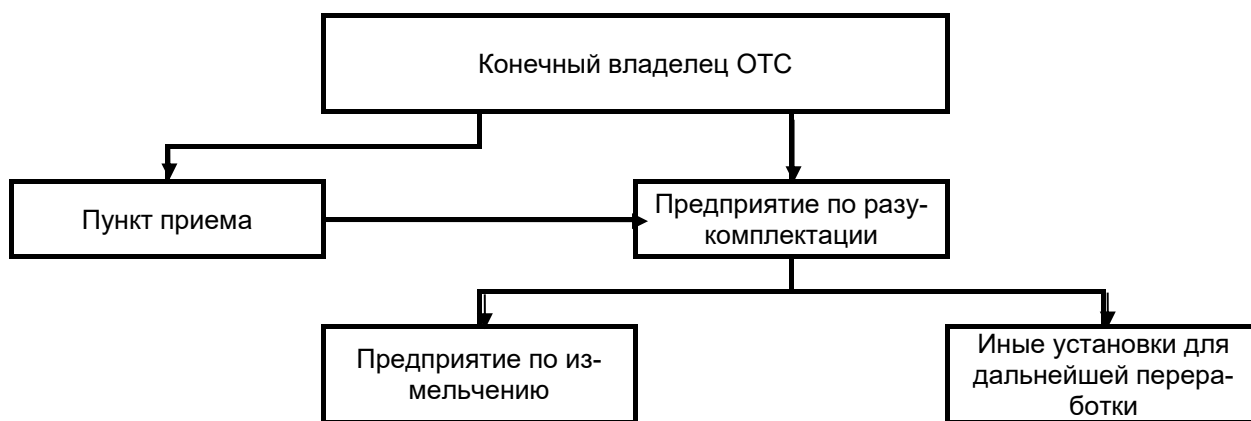 Конечный владелец ОТС
Пункт приема
Предприятие по разу-
комплектации
Предприятие по из-
мельчению
Иные установки для
дальнейшей перера-
ботки